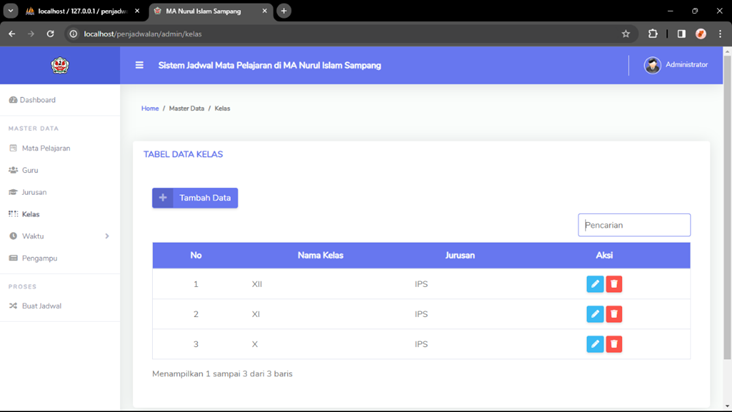 localhost / 127.0.0.1 / penjadw
MA Nurul Islam Sampang
localhost/penjadwalan/admin/kelas
Sistem Jadwal Mata Pelajaran di MA Nurul Islam Sampang
Administrator
Dashboard
MASTER DATA
Mata Pelajaran
Guru
Jurusan
Kelas
Waktu
Pengampu
PROSES
Buat Jadwal
Home / Master Data / Kelas
TABEL DATA KELAS
+ Tambah Data
Pencarian
No Nama Kelas Jurusan Aksi
1 XII IPS
2 XI IPS
3 X IPS
Menampilkan 1 sampai 3 dari 3 baris